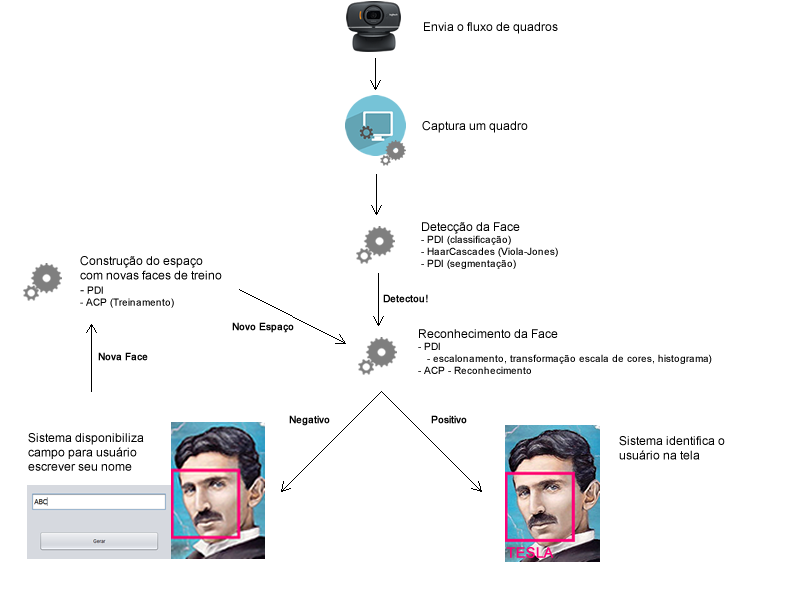 Envia o fluxo de quadros
Captura um quadro
Detecção da Face
- PDI (classificação)
- HaarCascades (Viola-Jones)
- PDI (segmentação)
Construção do espaço
com novas faces de treino
- PDI
- ACP (Treinamento)
Detectou!
Novo Espaço
Reconhecimento da Face
- PDI
- escalonamento, transformação escala de cores, histograma)
- ACP - Reconhecimento
Nova Face
Negativo
Positivo
Sistema disponibiliza
campo para usuário
escrever seu nome
ABC
Gerar
Sistema identifica o
usuário na tela
TESLA